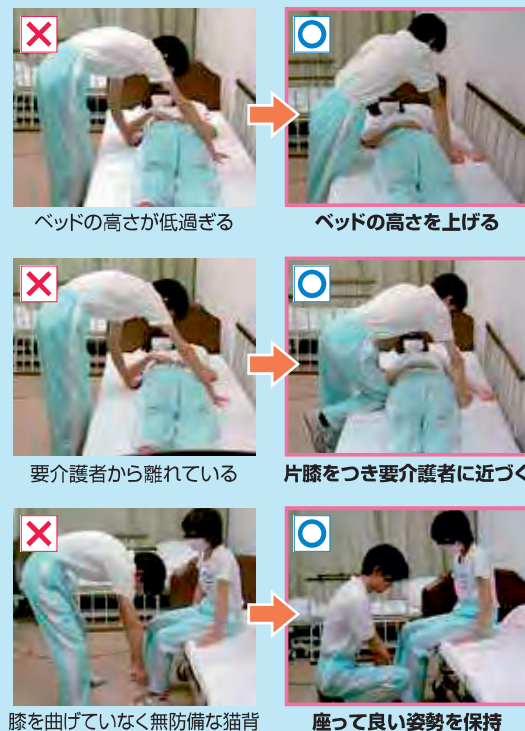 ベッドの高さが低過ぎる
ベッドの高さを上げる
要介護者から離れている
片膝をつき要介護者に近づく
膝を曲げていなく無防備な猫背
座って良い姿勢を保持